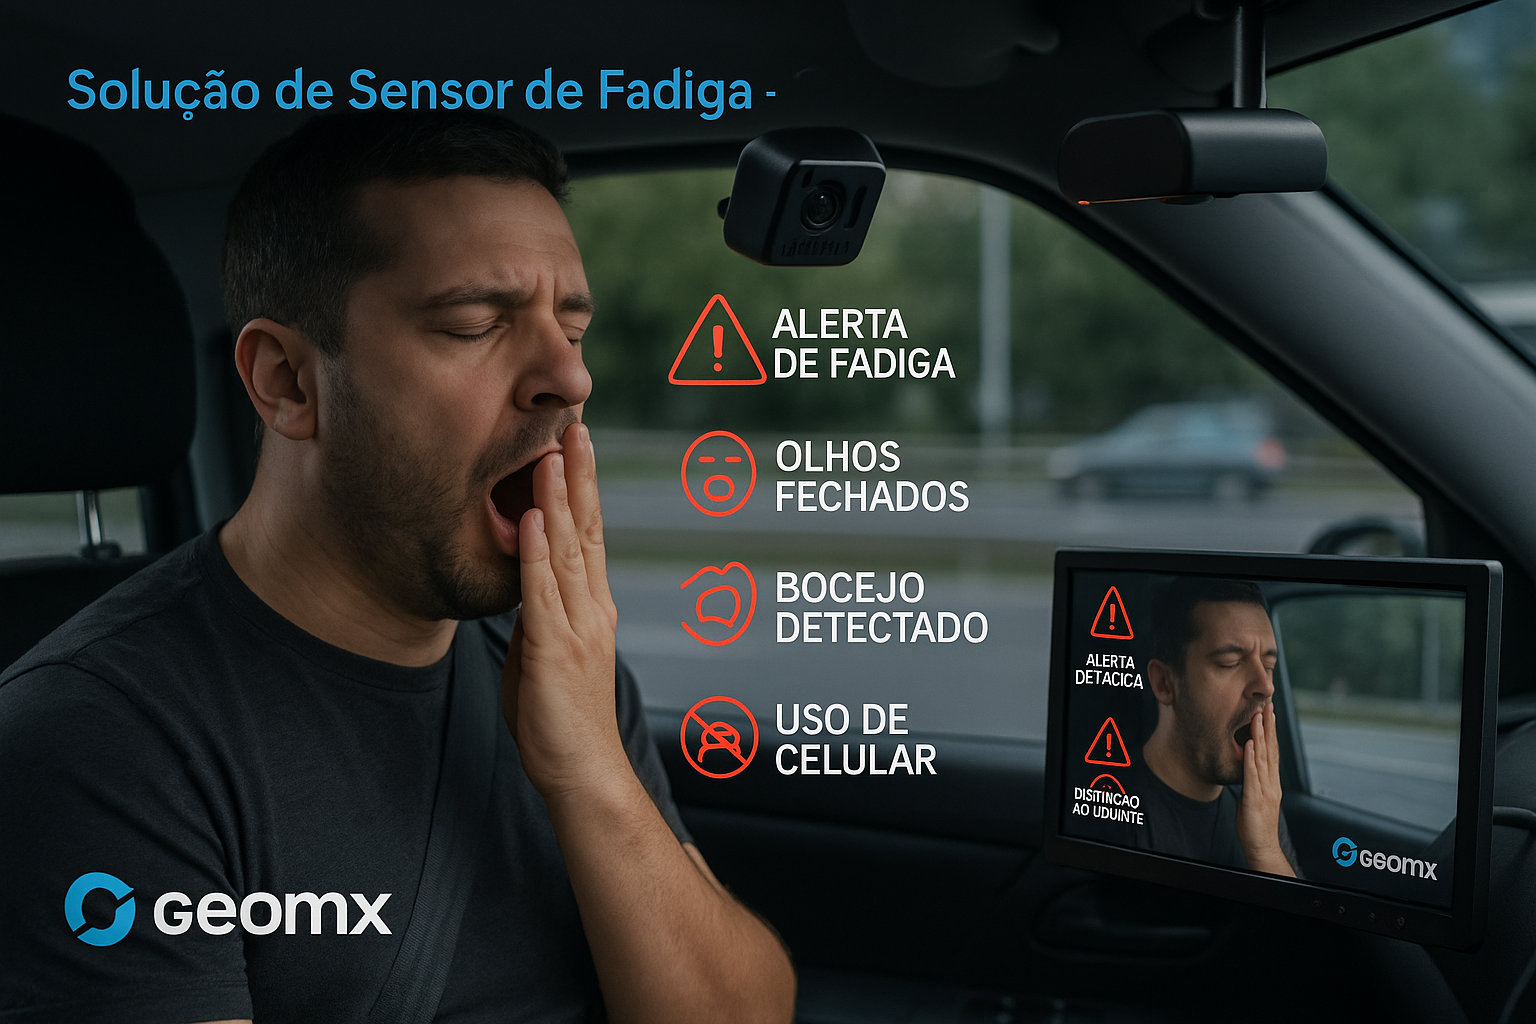 Solução de Sensor de Fadiga -
ALERTA
DE FADIGA
OLHOS
FECHADOS
BOCEJO
DETECTADO
USO DE
CELULAR
ALERTA
DETACICA
AO UDUINTE
GEOMX
GEOMX